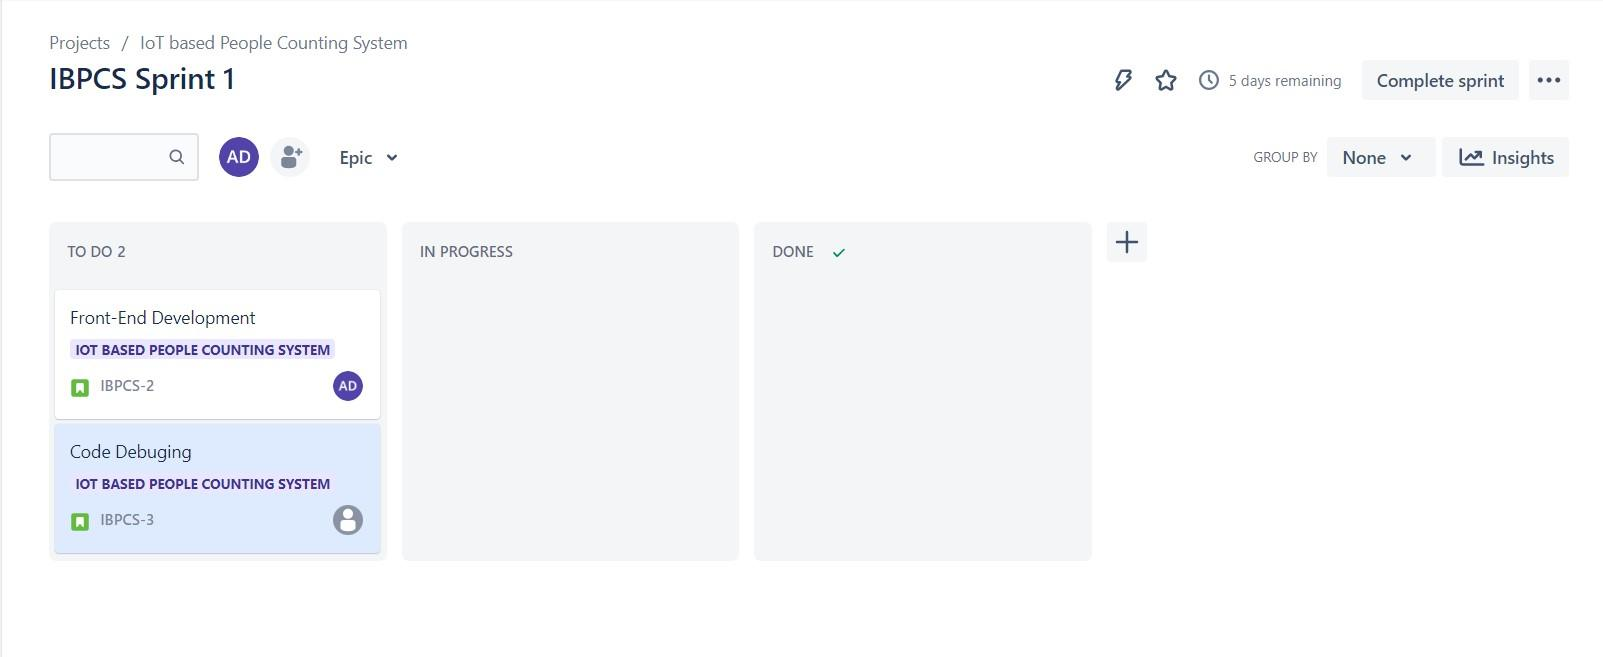 Projects / IoT based People Counting System
IBPCS Sprint 1
5 days remaining
Complete sprint
AD
Epic
GROUP BY
None
Insights
TO DO 2
IN PROGRESS
DONE
Front-End Development
IOT BASED PEOPLE COUNTING SYSTEM
IBPCS-2
AD
Code Debuging
IOT BASED PEOPLE COUNTING SYSTEM
IBPCS-3